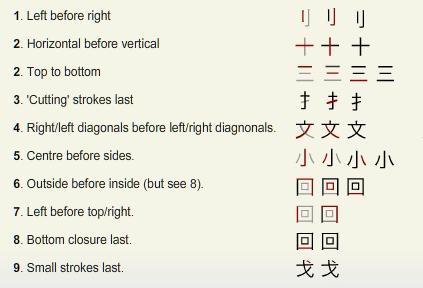 1. Left before right 刂 刂 刂
2. Horizontal before vertical 十 十 十
2. Top to bottom 三 三 三 三
3. 'Cutting' strokes last 扌 扌 扌
4. Right/left diagonals before left/right diagnonals. 文 文 文
5. Centre before sides. 小 小 小 小
6. Outside before inside (but see 8). 回 回 回
7. Left before top/right. 回 回
8. Bottom closure last. 回 回
9. Small strokes last. 戈 戈